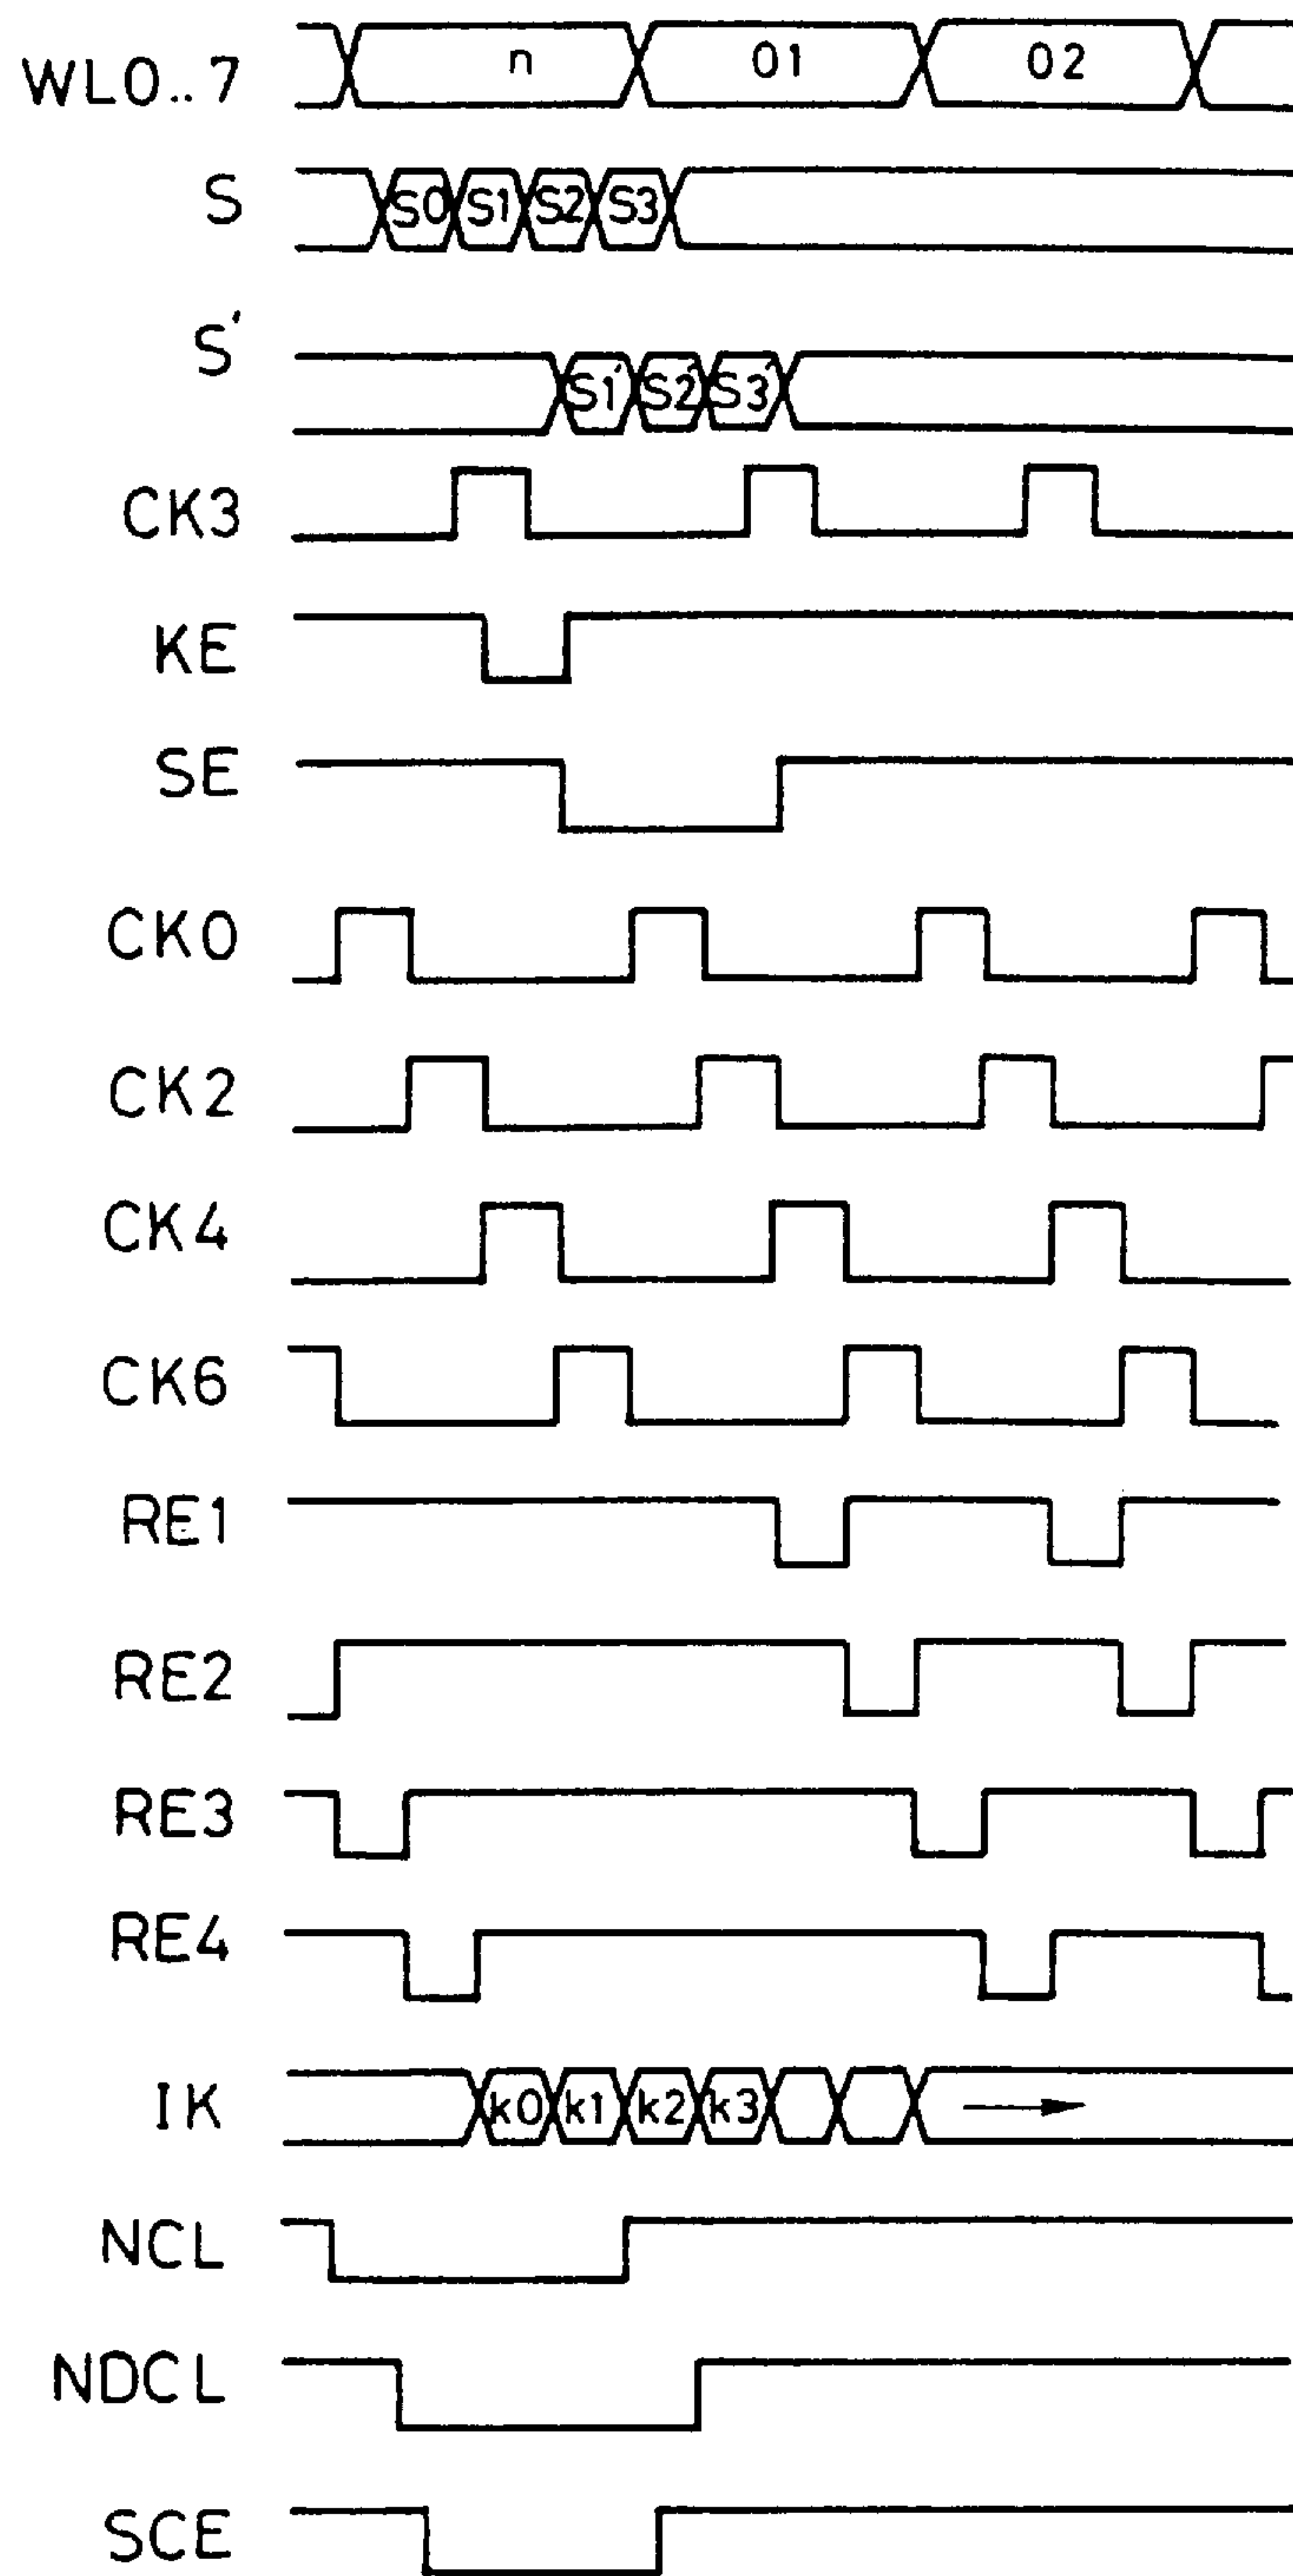 WL0..7 n 01 02
S S0 S1 S2 S3
S' S1' S2' S3'
CK3
KE
SE
CK0
CK2
CK4
CK6
RE1
RE2
RE3
RE4
IK k0 k1 k2 k3
NCL
NDCL
SCE